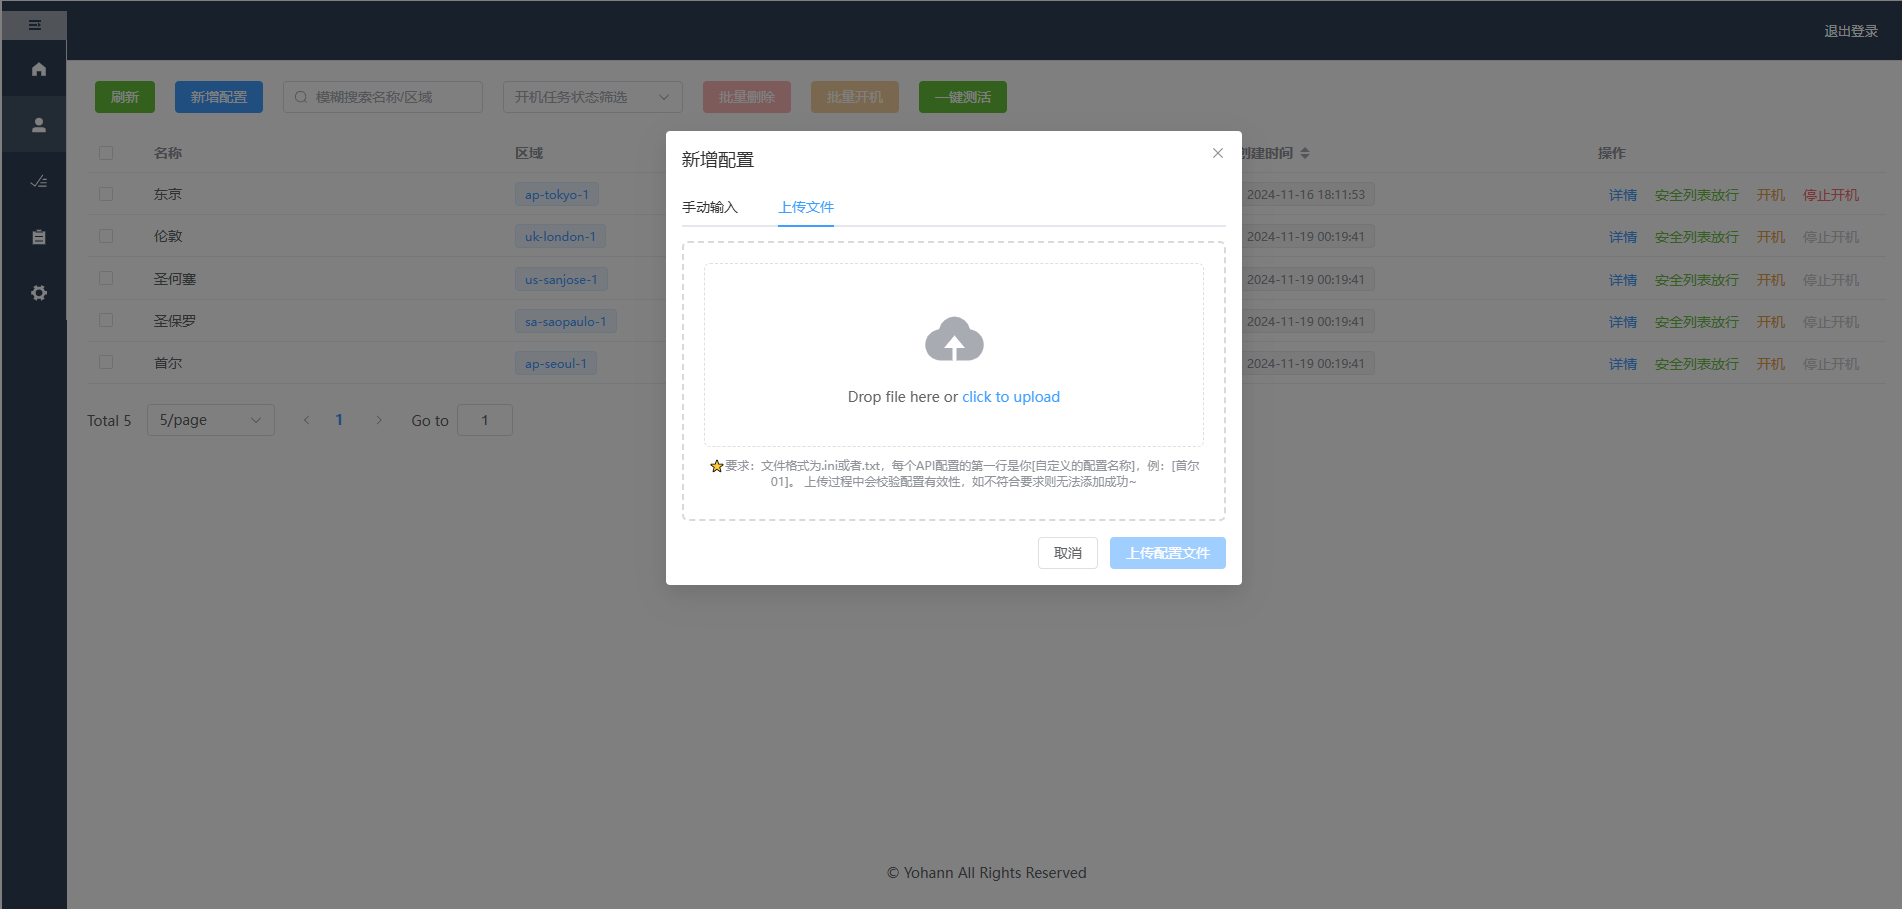 退出登录
刷新
新增配置
模糊搜索名称/区域
开机任务状态筛选
批量删除
批量开机
一键测活
名称
区域
创建时间
操作
东京
ap-tokyo-1
2024-11-16 18:11:53
详情
安全列表放行
开机
停止开机
伦敦
uk-london-1
2024-11-19 00:19:41
详情
安全列表放行
开机
停止开机
圣何塞
us-sanjose-1
2024-11-19 00:19:41
详情
安全列表放行
开机
停止开机
圣保罗
sa-saopaulo-1
2024-11-19 00:19:41
详情
安全列表放行
开机
停止开机
首尔
ap-seoul-1
2024-11-19 00:19:41
详情
安全列表放行
开机
停止开机
Total 5
5/page
1
Go to
1
新增配置
手动输入
上传文件
Drop file here or click to upload
要求：文件格式为.ini或者.txt，每个API配置的第一行是你[自定义的配置名称]，例：[首尔
01]。 上传过程中会校验配置有效性，如不符合要求则无法添加成功~
取消
上传配置文件
© Yohann All Rights Reserved